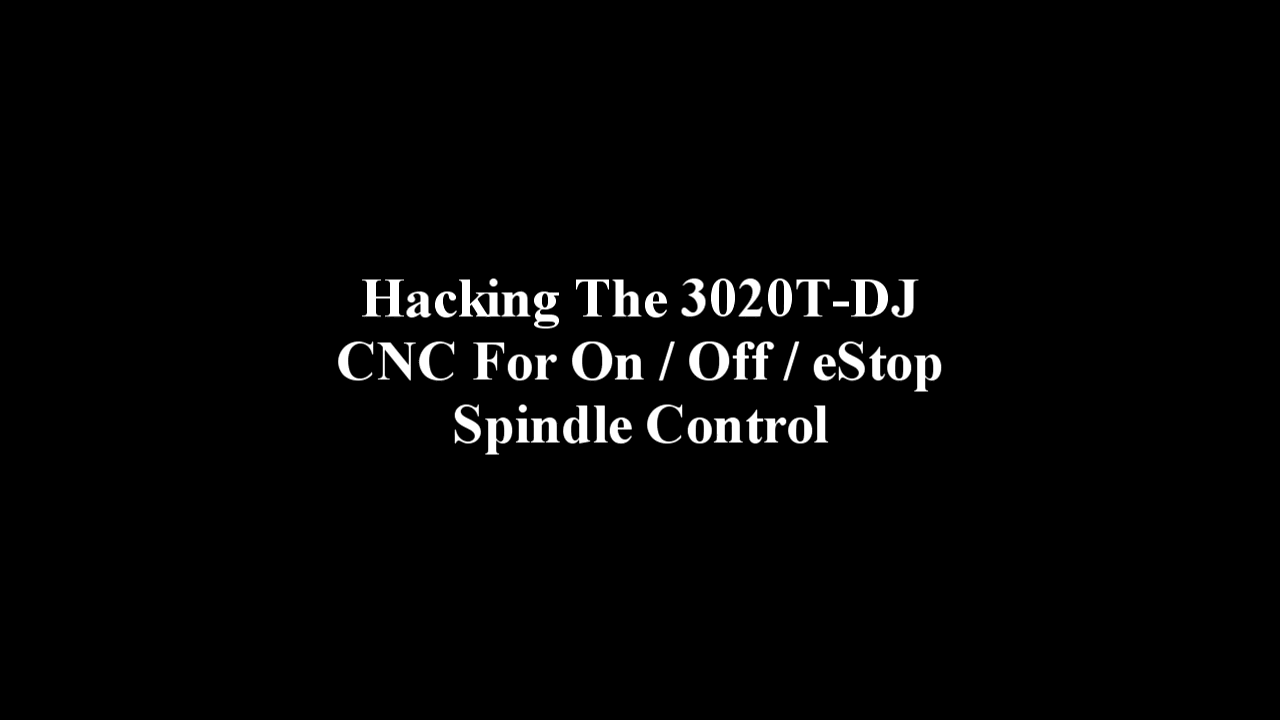 Hacking The 3020T-DJ
CNC For On / Off / eStop
Spindle Control